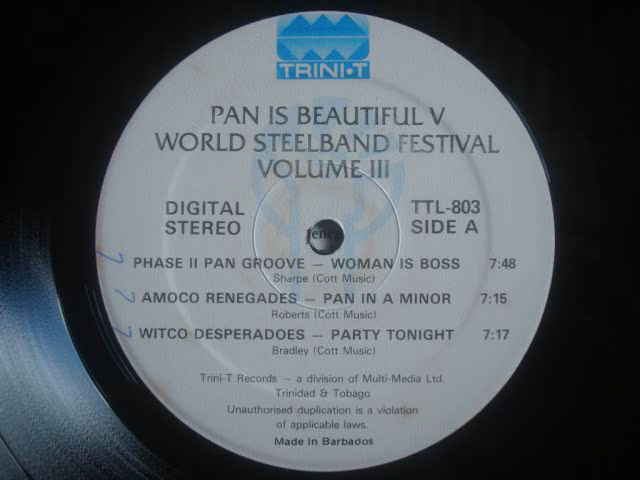 TRINI•T
PAN IS BEAUTIFUL V
WORLD STEELBAND FESTIVAL
VOLUME III
DIGITAL STEREO
TTL-803 SIDE A
PHASE II PAN GROOVE – WOMAN IS BOSS 7:48
Sharpe (Cott Music)
AMOCO RENEGADES – PAN IN A MINOR 7:15
Roberts (Cott Music)
WITCO DESPERADOES – PARTY TONIGHT 7:17
Bradley (Cott Music)
Trini-T Records – a division of Multi-Media Ltd.
Trinidad & Tobago
Unauthorised duplication is a violation
of applicable laws.
Made in Barbados